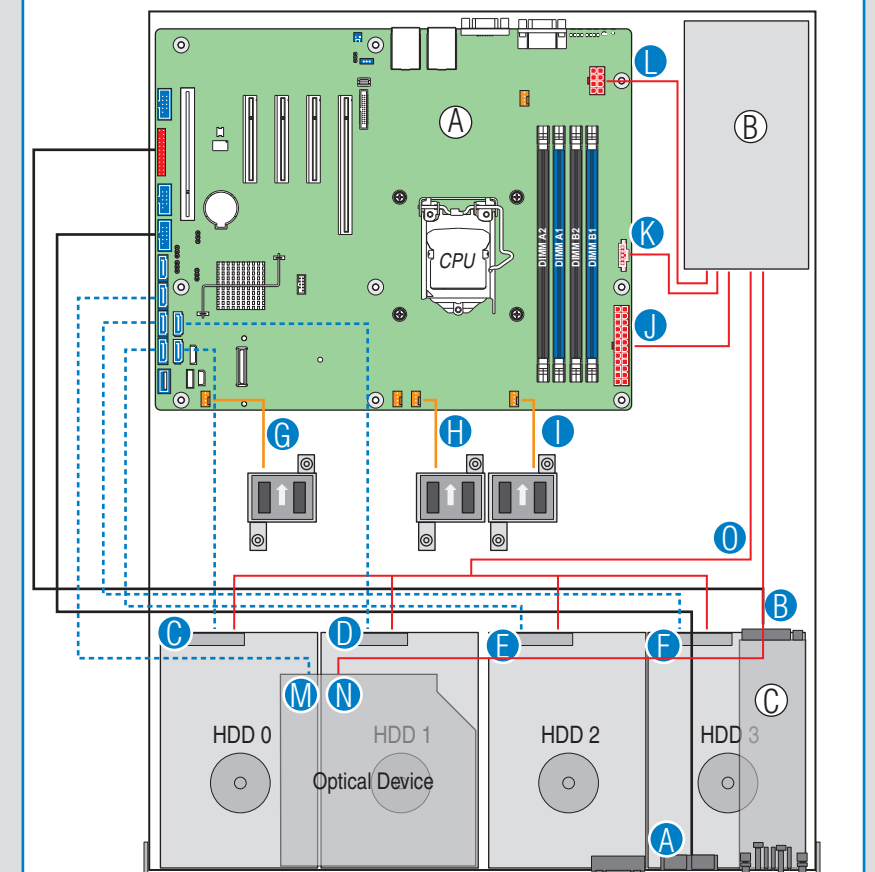 L
A
B
K
CPU
DIMM A2
DIMM A1
DIMM B2
DIMM B1
J
G
H
I
O
B
C
D
E
F
M
N
C
HDD 0
HDD 1
HDD 2
HDD 3
Optical Device
A